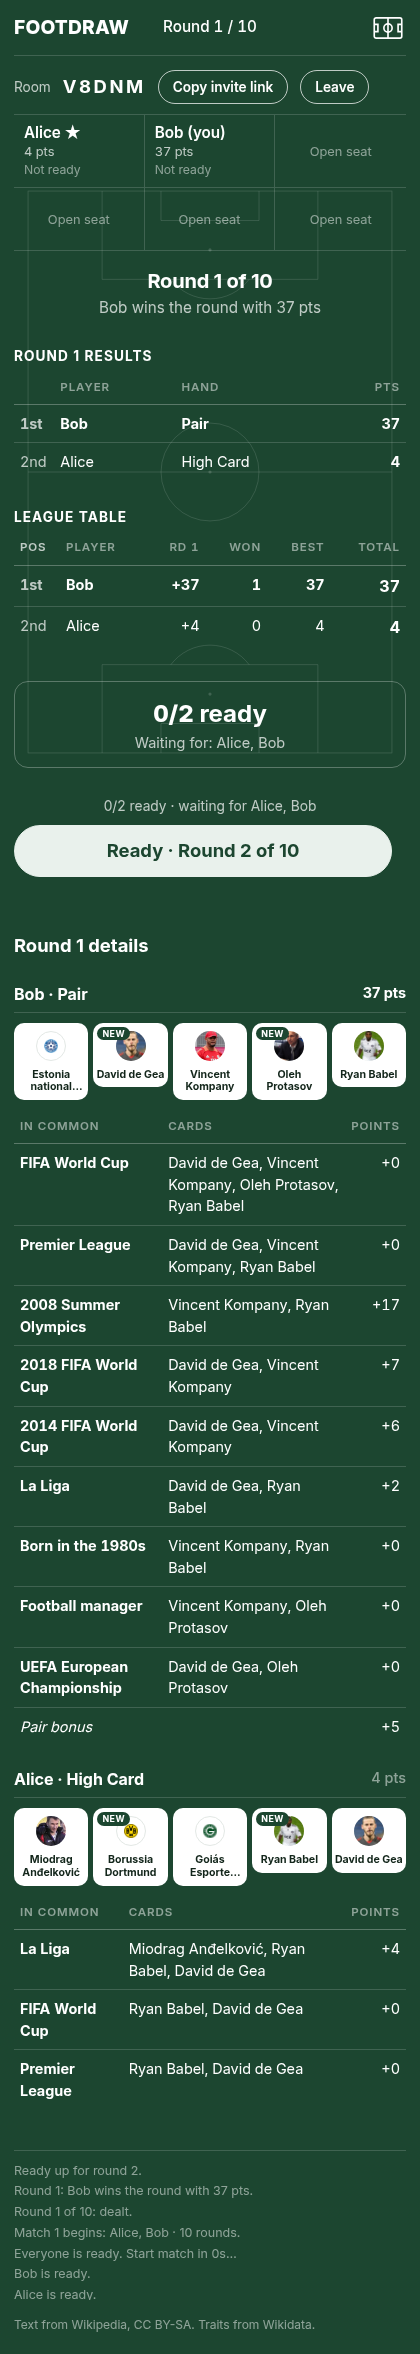 FOOTDRAW Round 1 / 10
Room V8DNM Copy invite link Leave
Alice ★ Bob (you)
4 pts 37 pts Open seat
Not ready Not ready
Open seat Open seat Open seat
Round 1 of 10
Bob wins the round with 37 pts
ROUND 1 RESULTS
PLAYER HAND PTS
1st Bob Pair 37
2nd Alice High Card 4
LEAGUE TABLE
POS PLAYER RD 1 WON BEST TOTAL
1st Bob +37 1 37 37
2nd Alice +4 0 4 4
0/2 ready
Waiting for: Alice, Bob
0/2 ready · waiting for Alice, Bob
Ready · Round 2 of 10
Round 1 details
Bob · Pair 37 pts
NEW NEW
Estonia David de Gea Vincent Oleh Ryan Babel
national... Kompany Protasov
IN COMMON CARDS POINTS
FIFA World Cup David de Gea, Vincent +0
Kompany, Oleh Protasov,
Ryan Babel
Premier League David de Gea, Vincent +0
Kompany, Ryan Babel
2008 Summer Vincent Kompany, Ryan +17
Olympics Babel
2018 FIFA World David de Gea, Vincent +7
Cup Kompany
2014 FIFA World David de Gea, Vincent +6
Cup Kompany
La Liga David de Gea, Ryan +2
Babel
Born in the 1980s Vincent Kompany, Ryan +0
Babel
Football manager Vincent Kompany, Oleh +0
Protasov
UEFA European David de Gea, Oleh +0
Championship Protasov
Pair bonus +5
Alice · High Card 4 pts
NEW NEW
Miodrag Borussia Goiás Ryan Babel David de Gea
Anđelković Dortmund Esporte...
IN COMMON CARDS POINTS
La Liga Miodrag Anđelković, Ryan +4
Babel, David de Gea
FIFA World Ryan Babel, David de Gea +0
Cup
Premier Ryan Babel, David de Gea +0
League
Ready up for round 2.
Round 1: Bob wins the round with 37 pts.
Round 1 of 10: dealt.
Match 1 begins: Alice, Bob · 10 rounds.
Everyone is ready. Start match in 0s...
Bob is ready.
Alice is ready.
Text from Wikipedia, CC BY-SA. Traits from Wikidata.